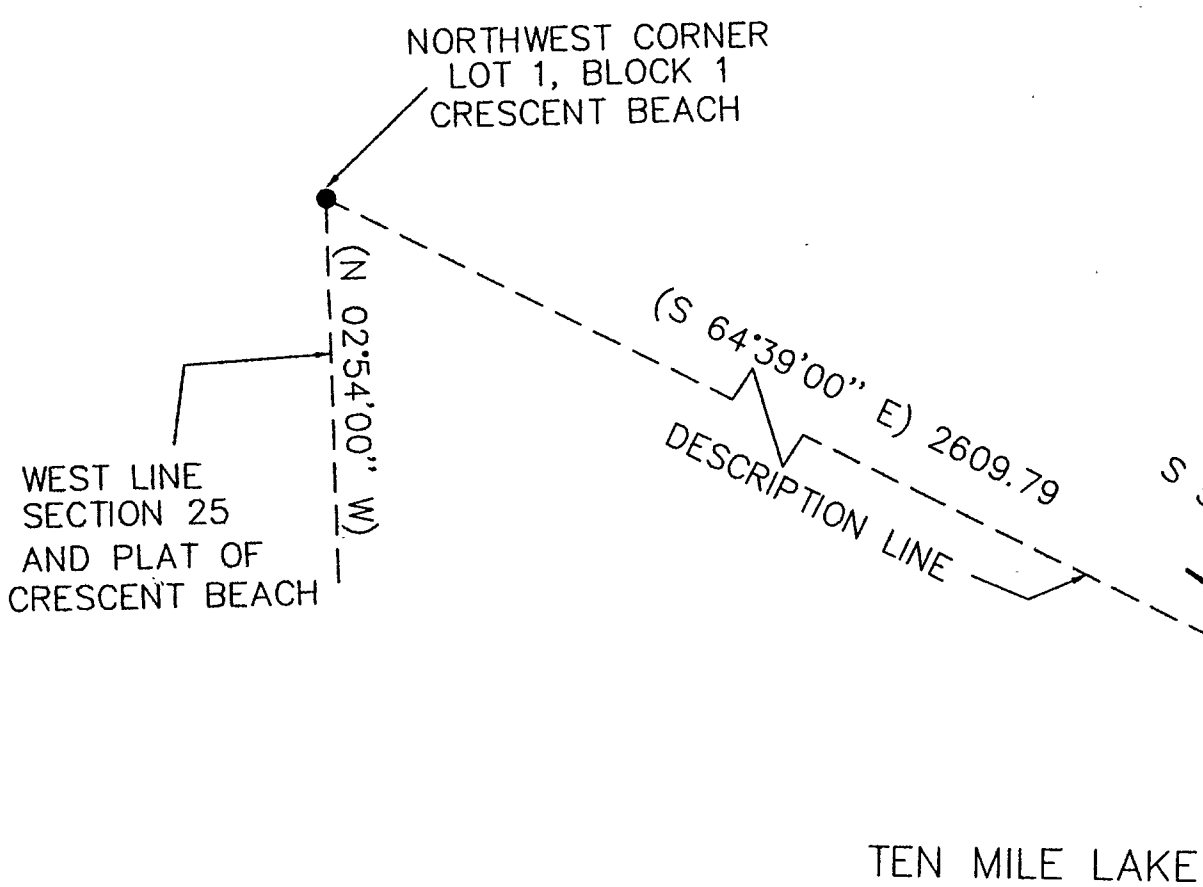 NORTHWEST CORNER
LOT 1, BLOCK 1
CRESCENT BEACH
(N 02°54'00" W)
(S 64°39'00" E) 2609.79
DESCRIPTION LINE
S
WEST LINE
SECTION 25
AND PLAT OF
CRESCENT BEACH
TEN MILE LAKE